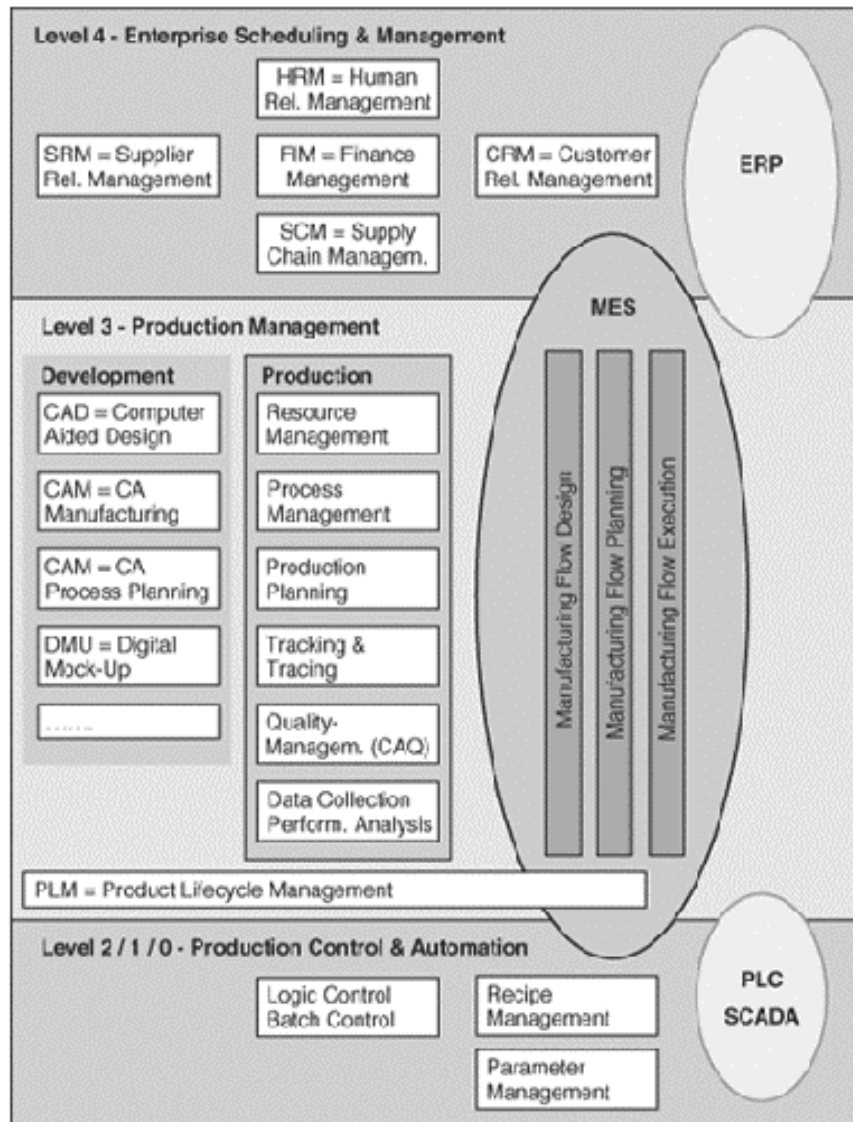 Level 4 - Enterprise Scheduling & Management
HRM = Human
Rel. Management
SRM = Supplier
Rel. Management
FIM = Finance
Management
CRM = Customer
Rel. Management
SCM = Supply
Chain Managem.
ERP
Level 3 - Production Management
MES
Development
CAD = Computer
Aided Design
CAM = CA
Manufacturing
CAM = CA
Process Planning
DMU = Digital
Mock-Up
.......
Production
Resource
Management
Process
Management
Production
Planning
Tracking &
Tracing
Quality-
Managem. (CAQ)
Data Collection
Perform. Analysis
Manufacturing Flow Design
Manufacturing Flow Planning
Manufacturing Flow Execution
PLM = Product Lifecycle Management
Level 2 / 1 / 0 - Production Control & Automation
Logic Control
Batch Control
Recipe
Management
Parameter
Management
PLC
SCADA